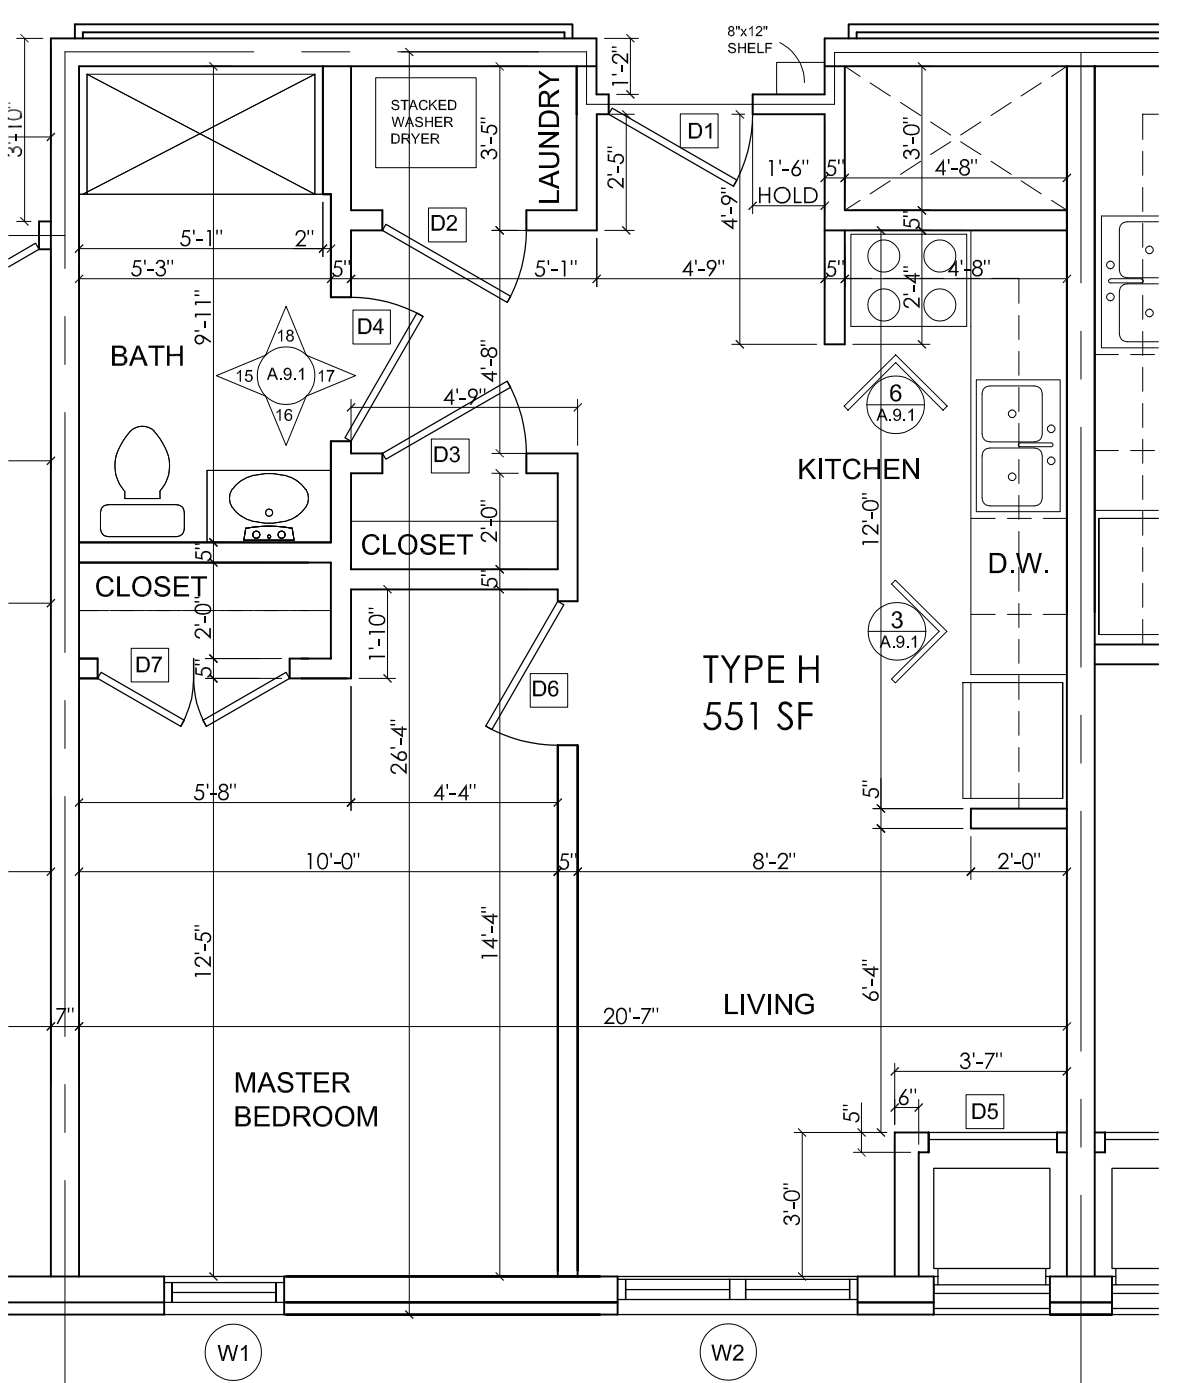 8"x12"
SHELF
1'-2"
3'-10"
STACKED
WASHER
DRYER
3'-5"
LAUNDRY
D1
2'-5"
1'-6"
HOLD
4'-9"
5"
3'-0"
4'-8"
D2
5'-1"
2"
5"
5'-3"
5"
5'-1"
4'-9"
5"
2'-4"
4'-8"
9'-11"
D4
BATH
18
15
A.9.1
17
16
4'-8"
4'-9"
6
A.9.1
D3
KITCHEN
12'-0"
2'-0"
CLOSET
5"
5"
D.W.
CLOSET
2'-0"
1'-10"
3
A.9.1
D7
5"
D6
TYPE H
551 SF
26'-4"
5'-8"
4'-4"
5"
10'-0"
5"
8'-2"
2'-0"
12'-5"
14'-4"
6'-4"
7"
20'-7"
LIVING
3'-7"
MASTER
BEDROOM
6"
5"
D5
3'-0"
W1
W2